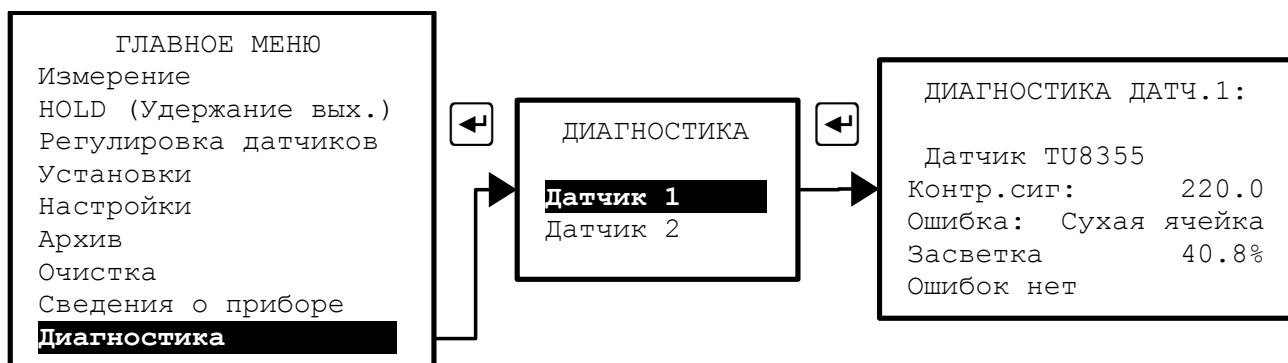 ГЛАВНОЕ МЕНЮ
Измерение
HOLD (Удержание вых.)
Регулировка датчиков
Установки
Настройки
Архив
Очистка
Сведения о приборе
Диагностика
ДИАГНОСТИКА
Датчик 1
Датчик 2
ДИАГНОСТИКА ДАТЧ.1:
Датчик TU8355
Контр.сиг: 220.0
Ошибка: Сухая ячейка
Засветка 40.8%
Ошибок нет